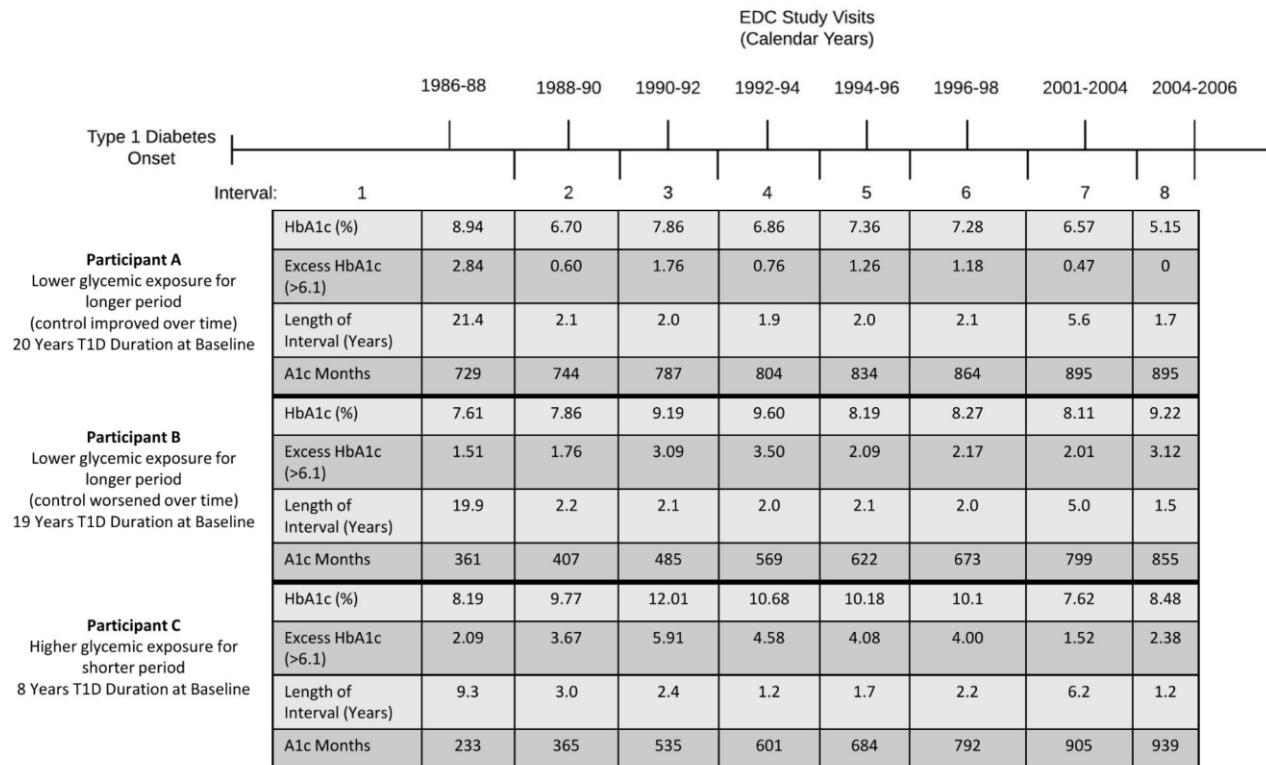 EDC Study Visits
(Calendar Years)
1986-88 1988-90 1990-92 1992-94 1994-96 1996-98 2001-2004 2004-2006
Type 1 Diabetes
Onset
Interval: 1 2 3 4 5 6 7 8
Participant A
Lower glycemic exposure for
longer period
(control improved over time)
20 Years T1D Duration at Baseline
HbA1c (%) 8.94 6.70 7.86 6.86 7.36 7.28 6.57 5.15
Excess HbA1c 2.84 0.60 1.76 0.76 1.26 1.18 0.47 0
(>6.1)
Length of 21.4 2.1 2.0 1.9 2.0 2.1 5.6 1.7
Interval (Years)
A1c Months 729 744 787 804 834 864 895 895
Participant B
Lower glycemic exposure for
longer period
(control worsened over time)
19 Years T1D Duration at Baseline
HbA1c (%) 7.61 7.86 9.19 9.60 8.19 8.27 8.11 9.22
Excess HbA1c 1.51 1.76 3.09 3.50 2.09 2.17 2.01 3.12
(>6.1)
Length of 19.9 2.2 2.1 2.0 2.1 2.0 5.0 1.5
Interval (Years)
A1c Months 361 407 485 569 622 673 799 855
Participant C
Higher glycemic exposure for
shorter period
8 Years T1D Duration at Baseline
HbA1c (%) 8.19 9.77 12.01 10.68 10.18 10.1 7.62 8.48
Excess HbA1c 2.09 3.67 5.91 4.58 4.08 4.00 1.52 2.38
(>6.1)
Length of 9.3 3.0 2.4 1.2 1.7 2.2 6.2 1.2
Interval (Years)
A1c Months 233 365 535 601 684 792 905 939